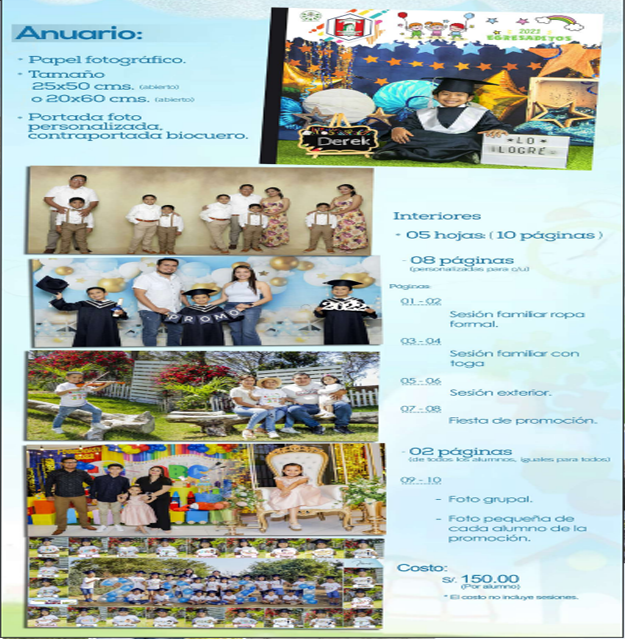 Anuario:
- Papel fotográfico.
- Tamaño
25x50 cms. (abierto)
o 20x60 cms. (abierto)
- Portada foto
personalizada,
contraportada biocuero.
2022
EGRESADITOS
Derek
LO
LOGRÉ
PROMO
Interiores
- 05 hojas: ( 10 páginas )
- 08 páginas
(personalizadas para c/u)
Páginas:
01 - 02
Sesión familiar ropa
formal.
03 - 04
Sesión familiar con
toga
05 - 06
Sesión exterior.
07 - 08
Fiesta de promoción.
- 02 páginas
(de todos los alumnos, iguales para todos)
09 - 10
- Foto grupal.
- Foto pequeña de
cada alumno de la
promoción.
Costo:
S/. 150.00
(Por alumno)
* El costo no incluye sesiones.